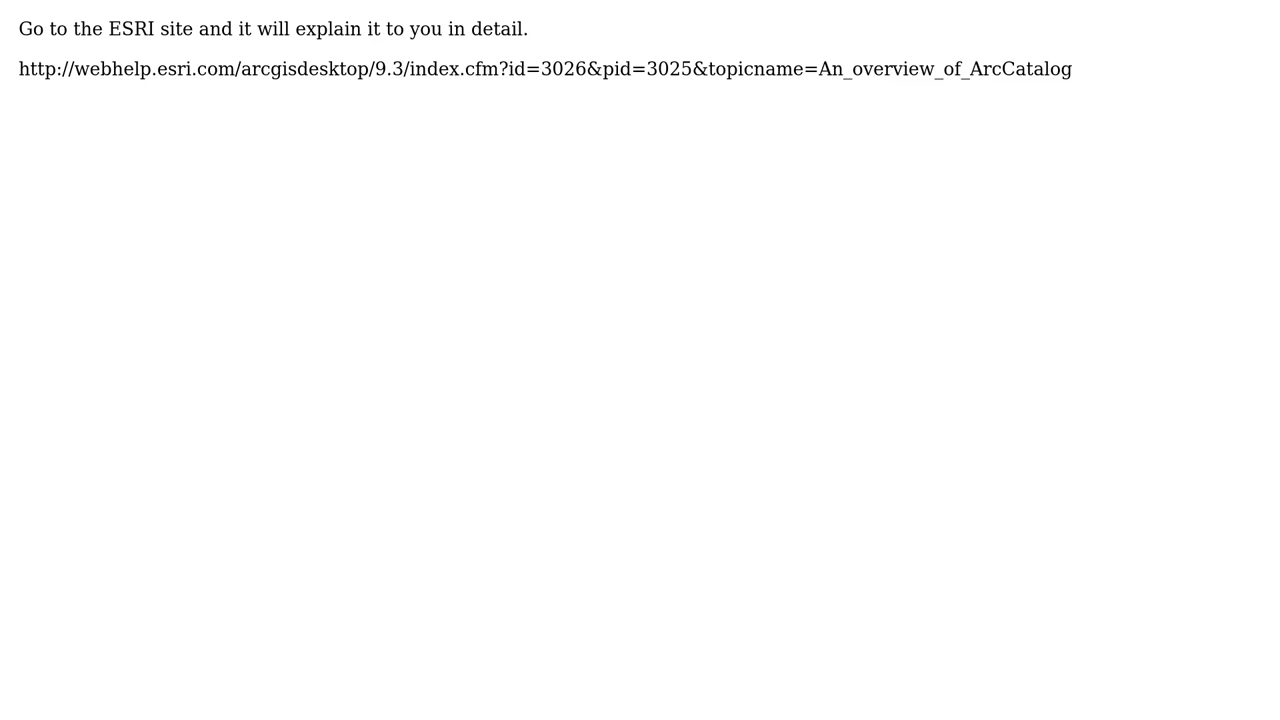 Go to the ESRI site and it will explain it to you in detail.
http://webhelp.esri.com/arcgisdesktop/9.3/index.cfm?id=3026&pid=3025&topicname=An_overview_of_ArcCatalog